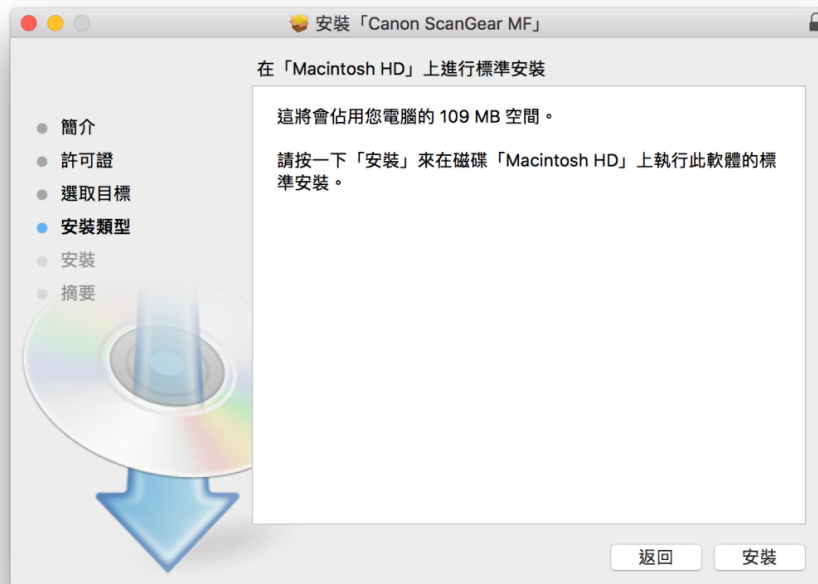 安裝「Canon ScanGear MF」
在「Macintosh HD」上進行標準安裝
簡介
許可證
選取目標
安裝類型
安裝
摘要
這將會佔用您電腦的 109 MB 空間。
請按一下「安裝」來在磁碟「Macintosh HD」上執行此軟體的標
準安裝。
返回
安裝